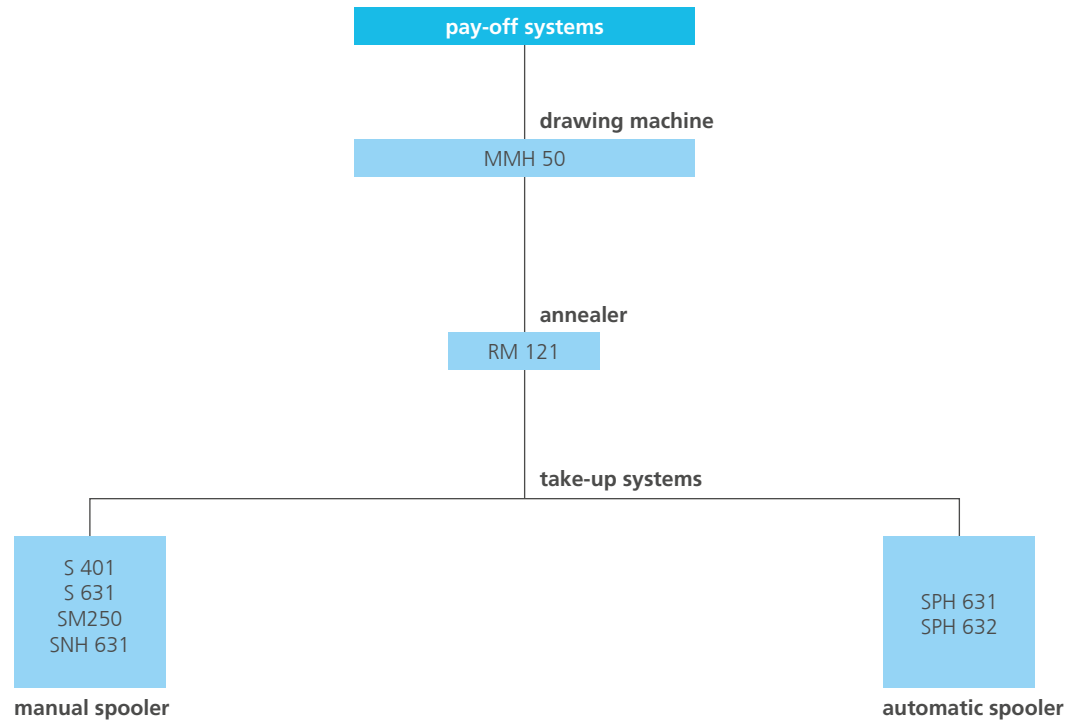 pay-off systems
drawing machine
MMH 50
annealer
RM 121
take-up systems
S 401
S 631
SM250
SNH 631
manual spooler
SPH 631
SPH 632
automatic spooler